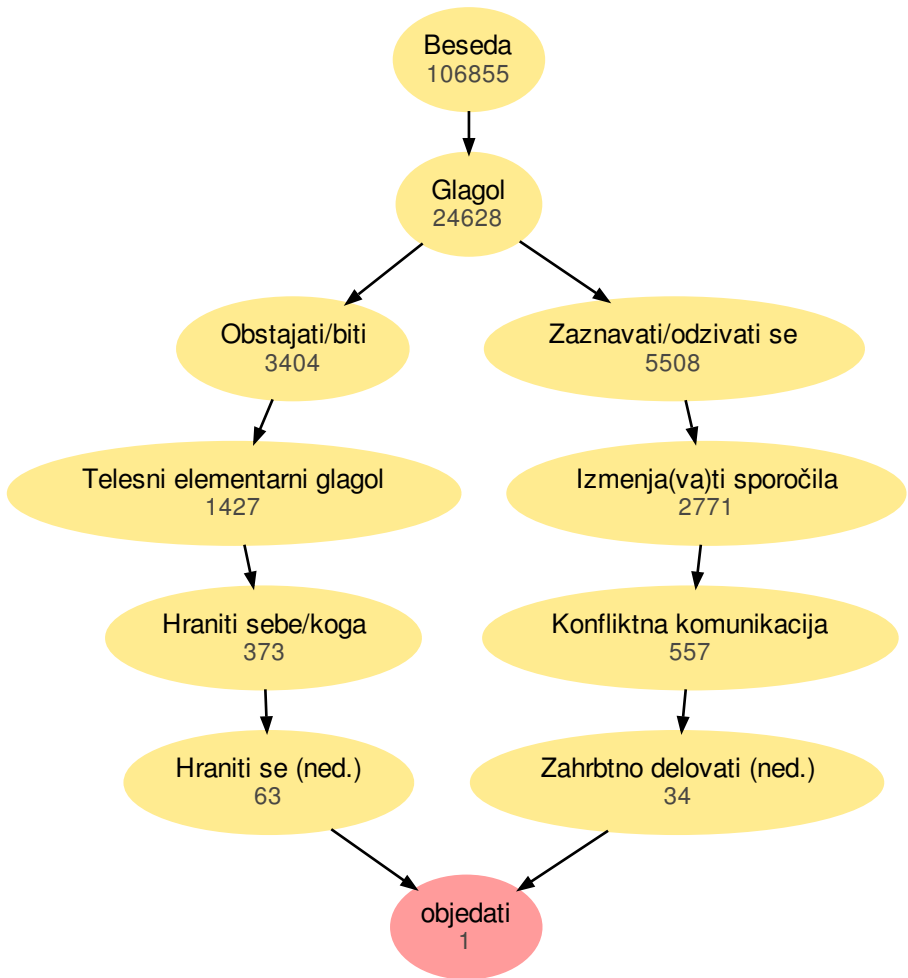 Beseda
106855
Glagol
24628
Obstajati/biti
3404
Zaznavati/odzivati se
5508
Telesni elementarni glagol
1427
Izmenja(va)ti sporočila
2771
Hraniti sebe/koga
373
Konfliktna komunikacija
557
Hraniti se (ned.)
63
Zahrbtno delovati (ned.)
34
objedati
1